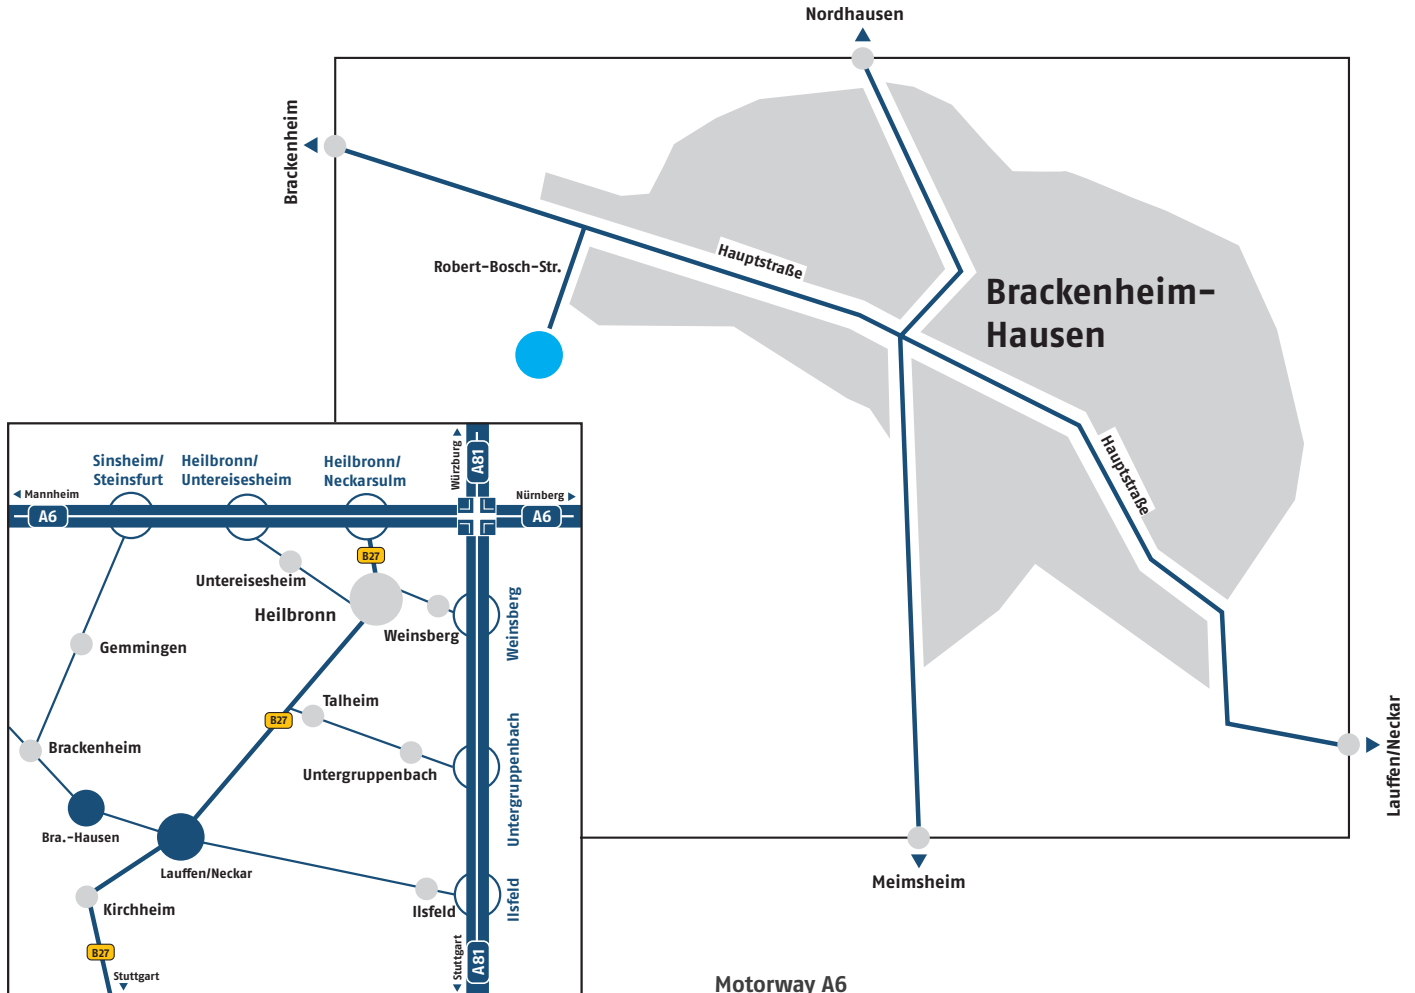 Nordhausen
Brackenheim
Robert-Bosch-Str.
Hauptstraße
Brackenheim-
Hausen
Hauptstraße
Lauffen/Neckar
Meimsheim
Würzburg
A81
Sinsheim/
Steinsfurt
Heilbronn/
Untereisesheim
Heilbronn/
Neckarsulm
Mannheim
Nürnberg
A6
A6
B27
Untereisesheim
Heilbronn
Weinsberg
Weinsberg
Gemmingen
Talheim
B27
Brackenheim
Untergruppenbach
Untergruppenbach
Bra.-Hausen
Lauffen/Neckar
Kirchheim
Ilsfeld
Ilsfeld
B27
Stuttgart
Stuttgart
A81
Motorway A6